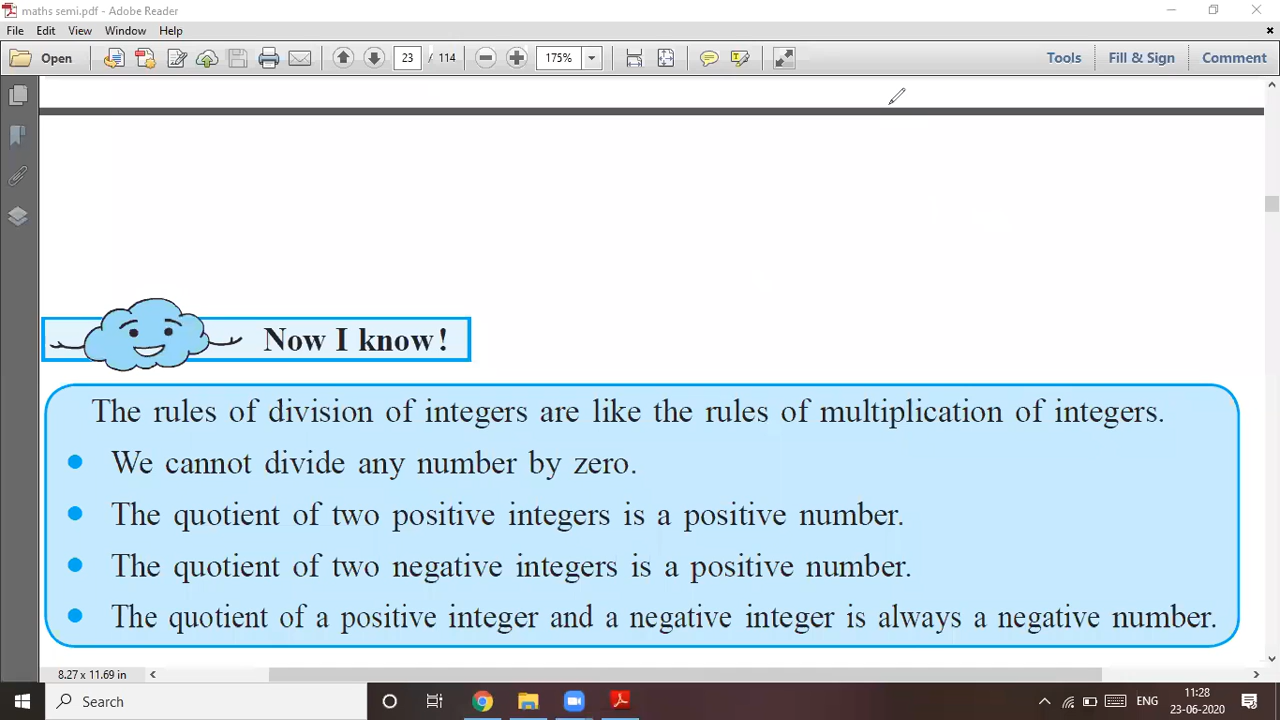 maths semi.pdf - Adobe Reader
File Edit View Window Help
Open 23 / 114 175% Tools Fill & Sign Comment
Now I know!
The rules of division of integers are like the rules of multiplication of integers.
We cannot divide any number by zero.
The quotient of two positive integers is a positive number.
The quotient of two negative integers is a positive number.
The quotient of a positive integer and a negative integer is always a negative number.
8.27 x 11.69 in
Search ENG 11:28
23-06-2020